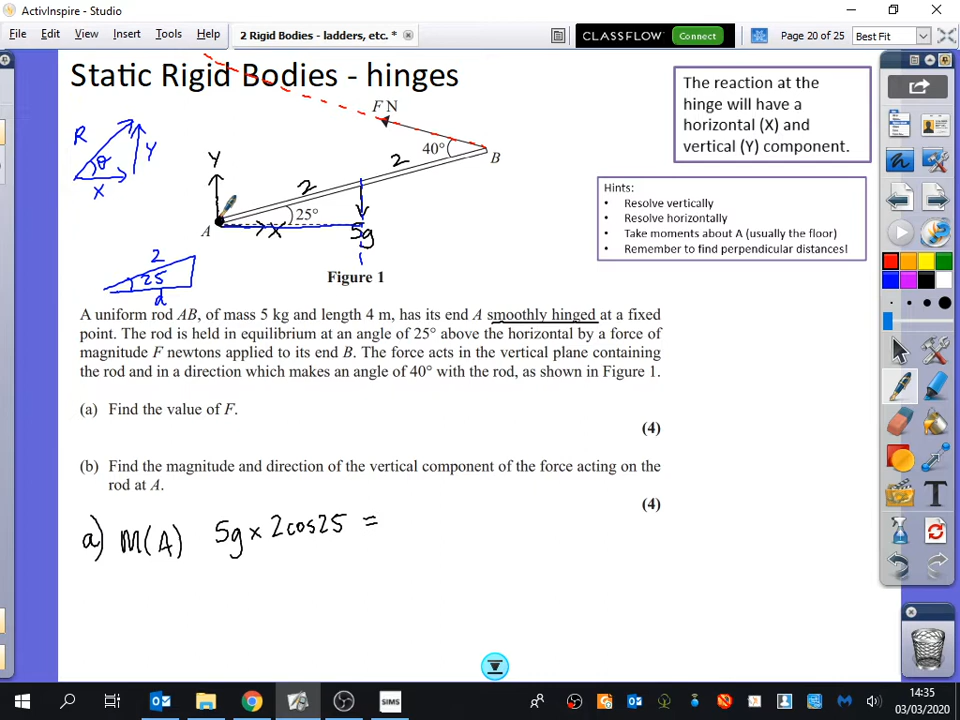 ActivInspire - Studio
File Edit View Insert Tools Help
2 Rigid Bodies - ladders, etc. *
CLASSFLOW Connect
Page 20 of 25
Best Fit
Static Rigid Bodies - hinges
The reaction at the
hinge will have a
horizontal (X) and
vertical (Y) component.
Hints:
• Resolve vertically
• Resolve horizontally
• Take moments about A (usually the floor)
• Remember to find perpendicular distances!
R
θ
Y
X
F N
40°
B
2
2
Y
25°
A
X
5g
2
25
d
Figure 1
A uniform rod AB, of mass 5 kg and length 4 m, has its end A smoothly hinged at a fixed
point. The rod is held in equilibrium at an angle of 25° above the horizontal by a force of
magnitude F newtons applied to its end B. The force acts in the vertical plane containing
the rod and in a direction which makes an angle of 40° with the rod, as shown in Figure 1.
(a) Find the value of F.
(4)
(b) Find the magnitude and direction of the vertical component of the force acting on the
rod at A.
(4)
a) M(A) 5g × 2cos25 =
SIMS
14:35
03/03/2020